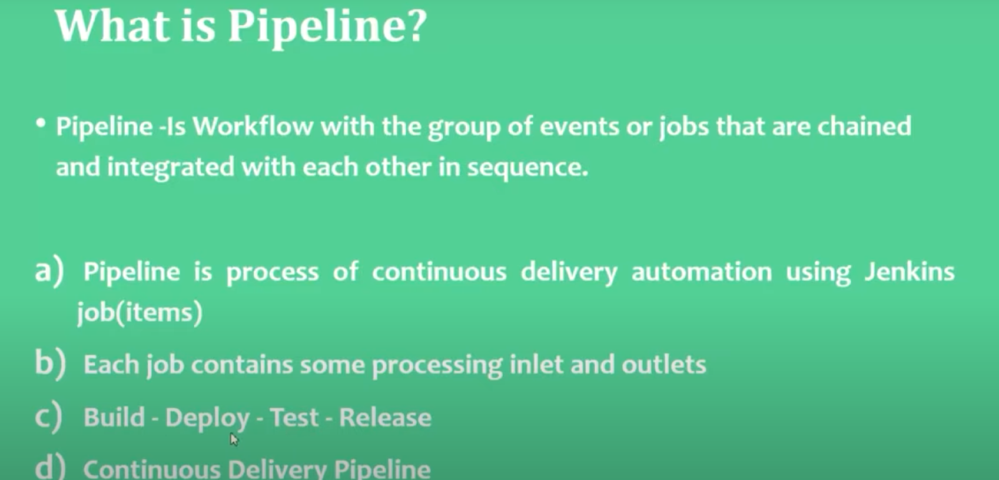 What is Pipeline?
• Pipeline -Is Workflow with the group of events or jobs that are chained
and integrated with each other in sequence.
a) Pipeline is process of continuous delivery automation using Jenkins
job(items)
b) Each job contains some processing inlet and outlets
c) Build - Deploy - Test - Release
d) Continuous Delivery Pipeline